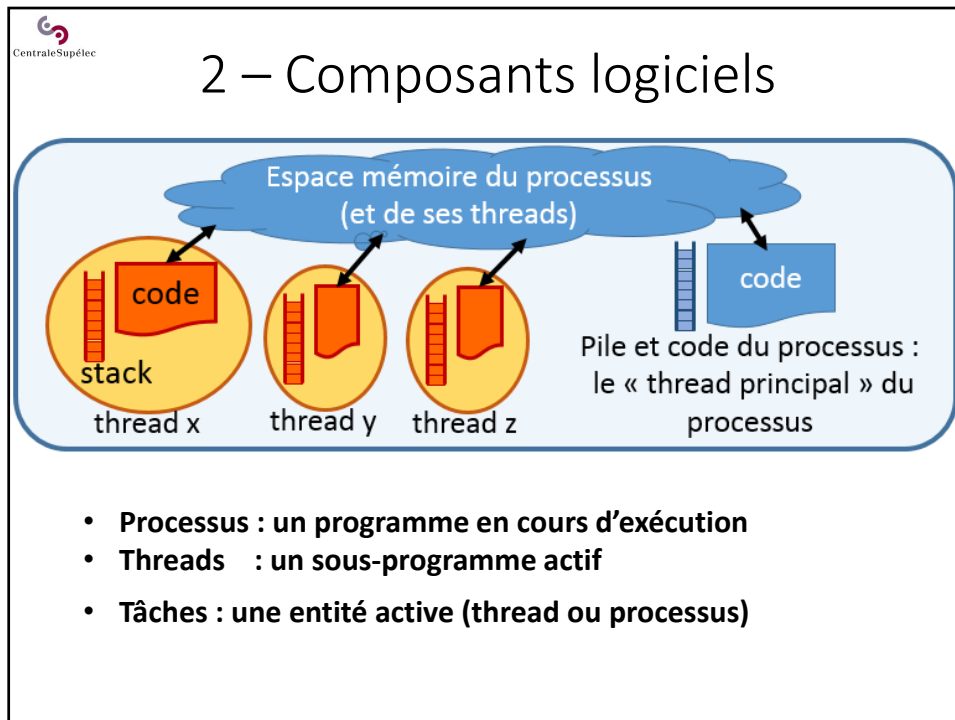 CentraleSupélec
2 – Composants logiciels
Espace mémoire du processus
(et de ses threads)
code
stack
thread x
thread y
thread z
code
Pile et code du processus :
le « thread principal » du
processus
• Processus : un programme en cours d’exécution
• Threads : un sous-programme actif
• Tâches : une entité active (thread ou processus)